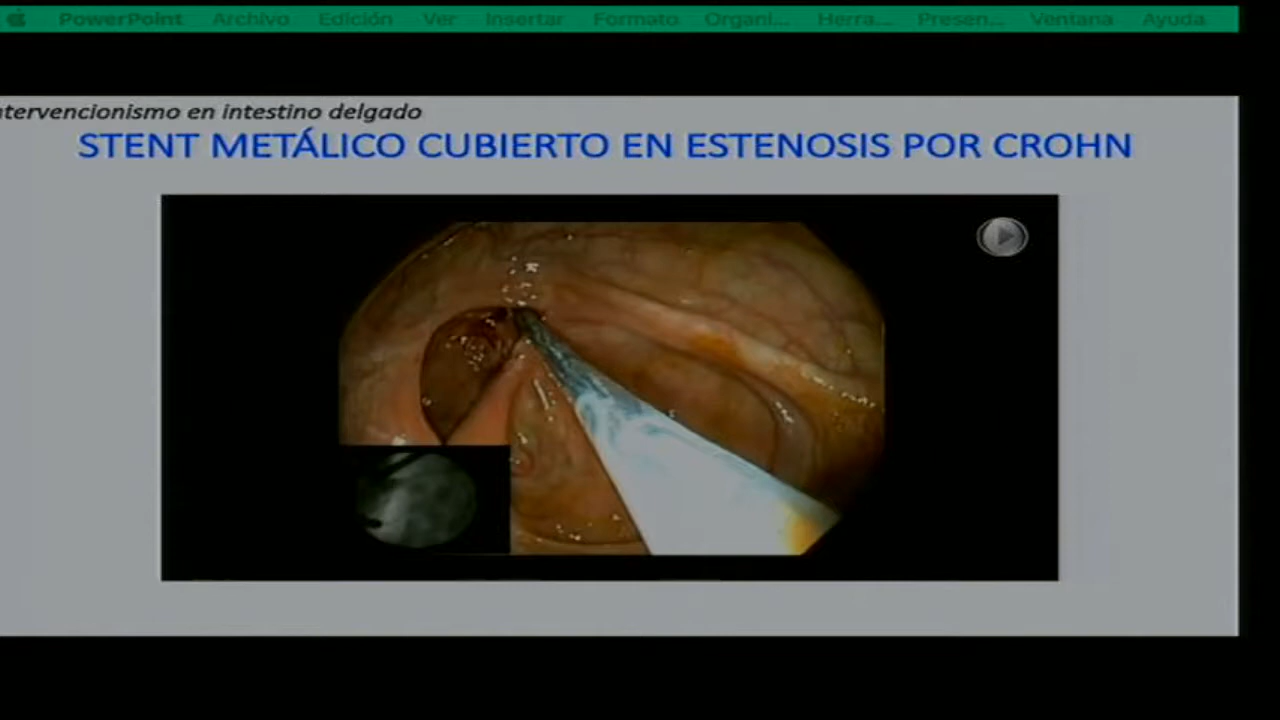 PowerPoint Archivo Edición Ver Insertar Formato Organi... Herra... Presen... Ventana Ayuda
ntervencionismo en intestino delgado
STENT METÁLICO CUBIERTO EN ESTENOSIS POR CROHN